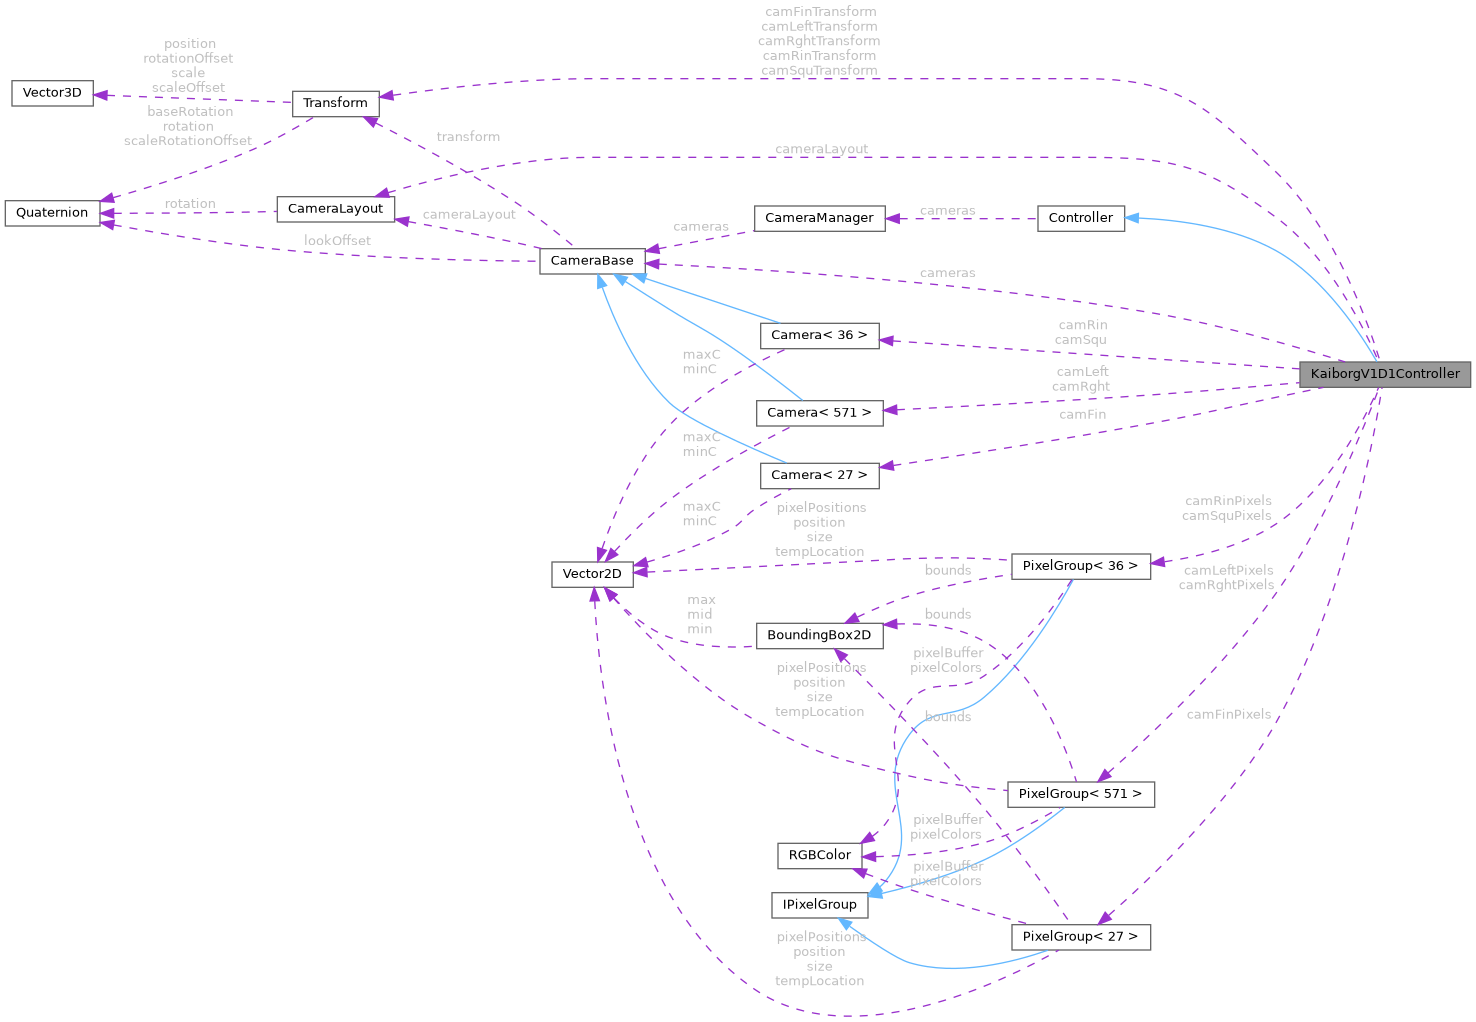 camFinTransform
camLeftTransform
camRghtTransform
camRinTransform
camSquTransform
position
rotationOffset
scale
scaleOffset
Vector3D
Transform
baseRotation
rotation
scaleRotationOffset
transform
cameraLayout
Quaternion
rotation
CameraLayout
cameraLayout
CameraManager
cameras
Controller
cameras
lookOffset
CameraBase
cameras
Camera< 36 >
camRin
camSqu
maxC
minC
KaiborgV1D1Controller
camLeft
camRght
Camera< 571 >
camFin
maxC
minC
Camera< 27 >
maxC
minC
pixelPositions
position
size
tempLocation
camRinPixels
camSquPixels
Vector2D
PixelGroup< 36 >
bounds
camLeftPixels
camRghtPixels
max
mid
min
bounds
BoundingBox2D
pixelBuffer
pixelColors
pixelPositions
position
size
tempLocation
bounds
camFinPixels
PixelGroup< 571 >
pixelBuffer
pixelColors
RGBColor
pixelBuffer
pixelColors
IPixelGroup
PixelGroup< 27 >
pixelPositions
position
size
tempLocation